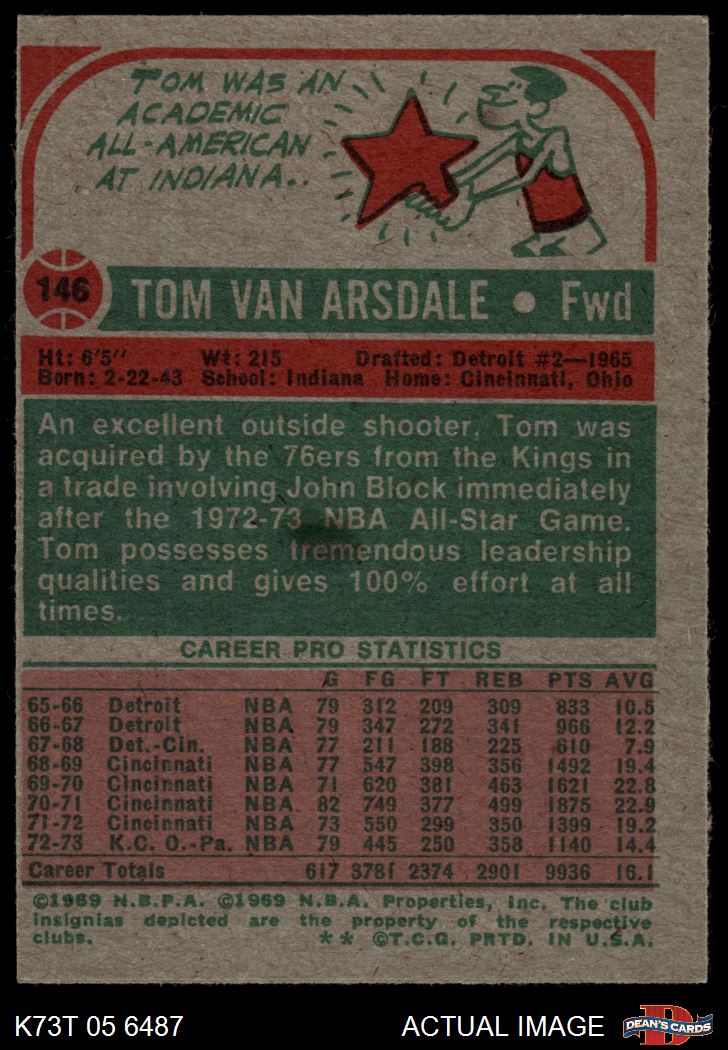 TOM WAS AN
ACADEMIC
ALL-AMERICAN
AT INDIANA..
146 TOM VAN ARSDALE • Fwd
Ht: 6'5" Wt: 215 Drafted: Detroit #2—1965
Born: 2-22-43 School: Indiana Home: Cincinnati, Ohio
An excellent outside shooter, Tom was
acquired by the 76ers from the Kings in
a trade involving John Block immediately
after the 1972-73 NBA All-Star Game.
Tom possesses tremendous leadership
qualities and gives 100% effort at all
times.
CAREER PRO STATISTICS
G FG FT REB PTS AVG
65-66 Detroit NBA 79 312 209 309 833 10.5
66-67 Detroit NBA 79 347 272 341 966 12.2
67-68 Det.-Cin. NBA 77 211 188 225 610 7.9
68-69 Cincinnati NBA 77 547 398 356 1492 19.4
69-70 Cincinnati NBA 71 620 381 463 1621 22.8
70-71 Cincinnati NBA 82 749 377 499 1875 22.9
71-72 Cincinnati NBA 73 550 299 350 1399 19.2
72-73 K.C. O.-Pa. NBA 79 445 250 358 1140 14.4
Career Totals 617 3781 2374 2901 9936 16.1
©1969 N.B.P.A. ©1969 N.B.A. Properties, Inc. The club
insignias depicted are the property of the respective
clubs. ** ©T.C.G. PRTD. IN U.S.A.
K73T 05 6487 ACTUAL IMAGE DEAN'S CARDS